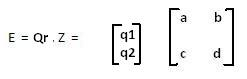 a b
E = Qr . Z = q1
q2
c d